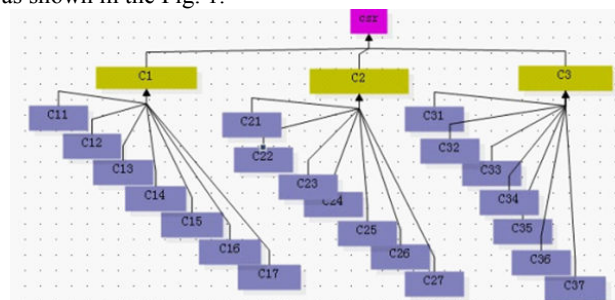 as shown in the Fig. 1.
csr
C1 C2 C3
C11 C21 C31
C12 C22 C32
C13 C23 C33
C14 C24 C34
C15 C25 C35
C16 C26 C36
C17 C27 C37